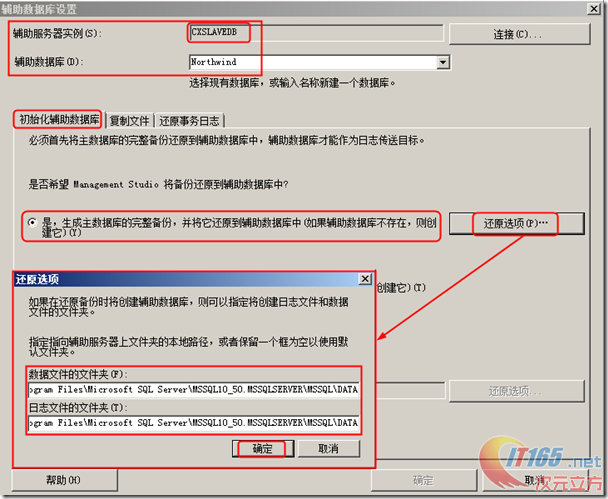 辅助数据库设置
辅助服务器实例(S):
CXSLAVEDB
连接(C)...
辅助数据库(D):
Northwind
选择现有数据库，或输入名称新建一个数据库。
初始化辅助数据库
复制文件
还原事务日志
必须首先将主数据库的完整备份还原到辅助数据库中，辅助数据库才能作为日志传送目标。
是否希望 Management Studio 将备份还原到辅助数据库中?
是，生成主数据库的完整备份，并将它还原到辅助数据库中(如果辅助数据库不存在，则创
建它)(Y)
还原选项(P)...
还原选项
创建它)(T)
如果在还原备份时将创建辅助数据库，则可以指定将创建日志文件和数据
文件的文件夹。
指定指向辅助服务器上文件夹的本地路径，或者保留一个框为空以使用默
认文件夹。
数据文件的文件夹(F):
ogram Files\Microsoft SQL Server\MSSQL10_50.MSSQLSERVER\MSSQL\DATA
日志文件的文件夹(T):
ogram Files\Microsoft SQL Server\MSSQL10_50.MSSQLSERVER\MSSQL\DATA
还原选项...
确定
取消
帮助(H)
确定
取消
IT165.net
次元立方